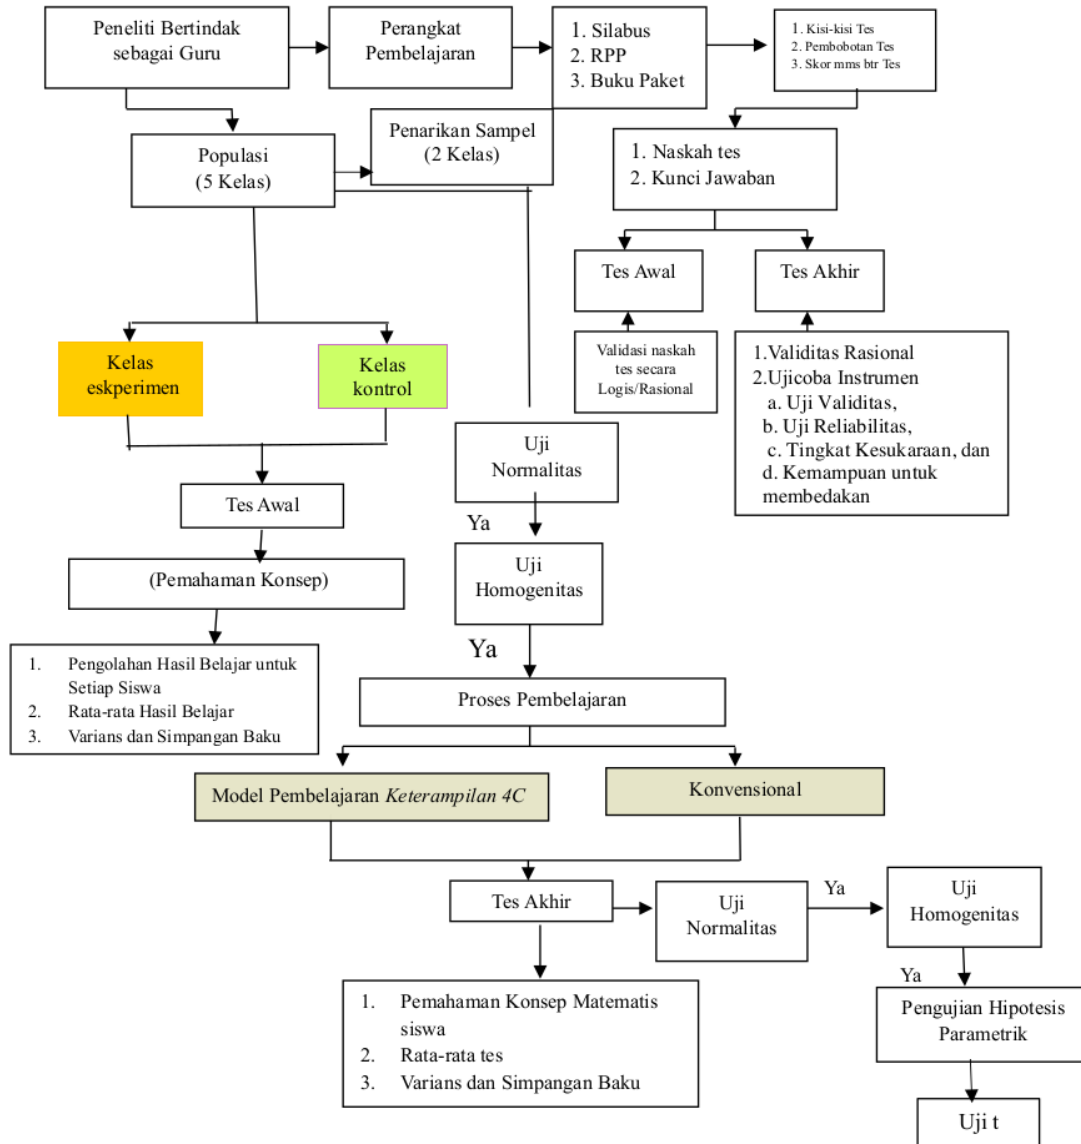 Peneliti Bertindak
sebagai Guru
Perangkat
Pembelajaran
1. Silabus
2. RPP
3. Buku Paket
1. Kisi-kisi Tes
2. Pembobotan Tes
3. Skor mms btr Tes
Populasi
(5 Kelas)
Penarikan Sampel
(2 Kelas)
1. Naskah tes
2. Kunci Jawaban
Tes Awal
Tes Akhir
Validasi naskah
tes secara
Logis/Rasional
1.Validitas Rasional
2.Ujicoba Instrumen
a. Uji Validitas,
b. Uji Reliabilitas,
c. Tingkat Kesukaraan, dan
d. Kemampuan untuk
membedakan
Kelas
eskperimen
Kelas
kontrol
Uji
Normalitas
Tes Awal
Ya
(Pemahaman Konsep)
Uji
Homogenitas
Ya
1. Pengolahan Hasil Belajar untuk
Setiap Siswa
2. Rata-rata Hasil Belajar
3. Varians dan Simpangan Baku
Proses Pembelajaran
Model Pembelajaran Keterampilan 4C
Konvensional
Tes Akhir
Uji
Normalitas
Ya
Uji
Homogenitas
Ya
1. Pemahaman Konsep Matematis
siswa
2. Rata-rata tes
3. Varians dan Simpangan Baku
Pengujian Hipotesis
Parametrik
Uji t